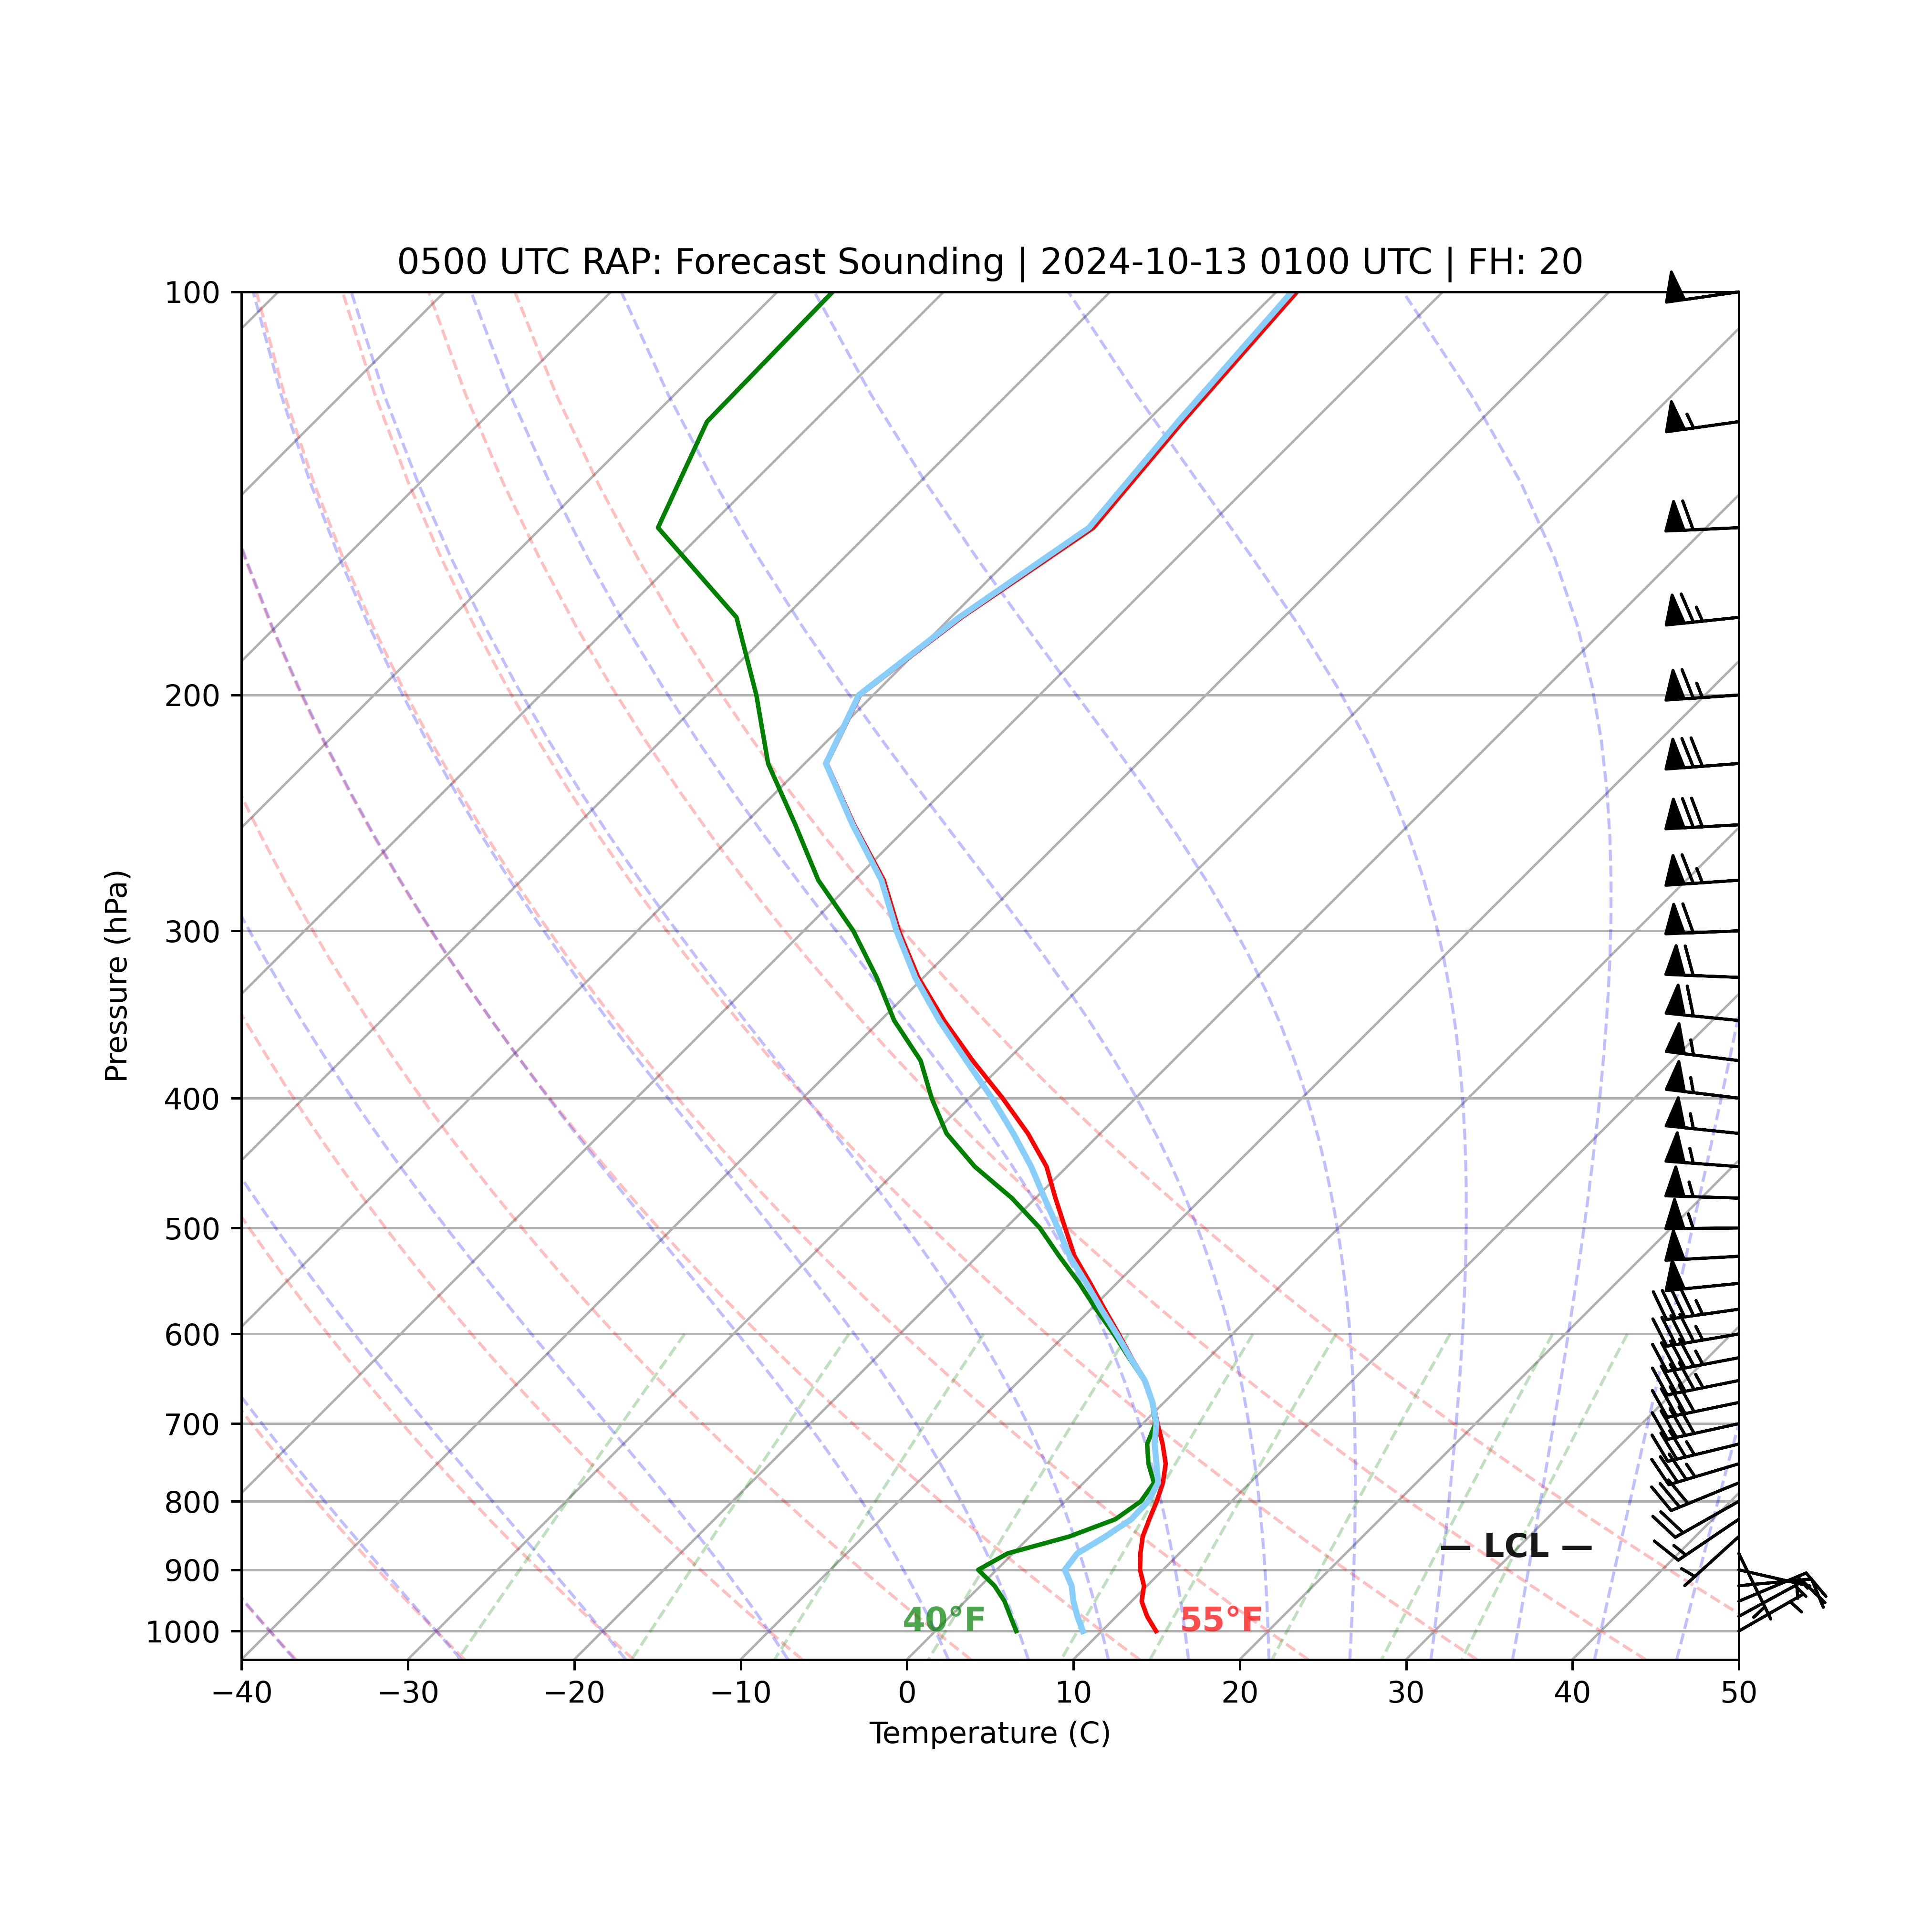 0500 UTC RAP: Forecast Sounding | 2024-10-13 0100 UTC | FH: 20
100
200
300
400
500
600
700
800
900
1000
Pressure (hPa)
— LCL —
40°F
55°F
−40 −30 −20 −10 0 10 20 30 40 50
Temperature (C)